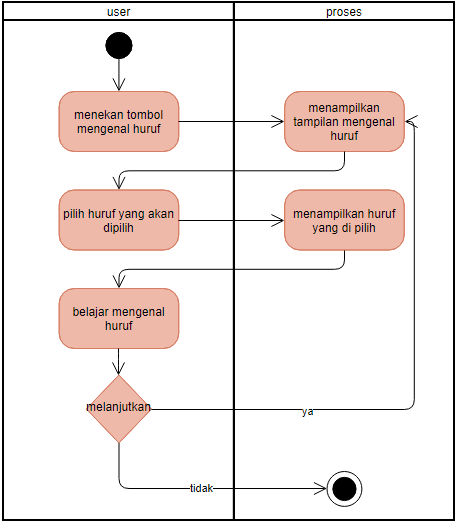 user
proses
menekan tombol
mengenal huruf
menampilkan
tampilan mengenal
huruf
pilih huruf yang akan
dipilih
menampilkan huruf
yang di pilih
belajar mengenal
huruf
melanjutkan
ya
tidak